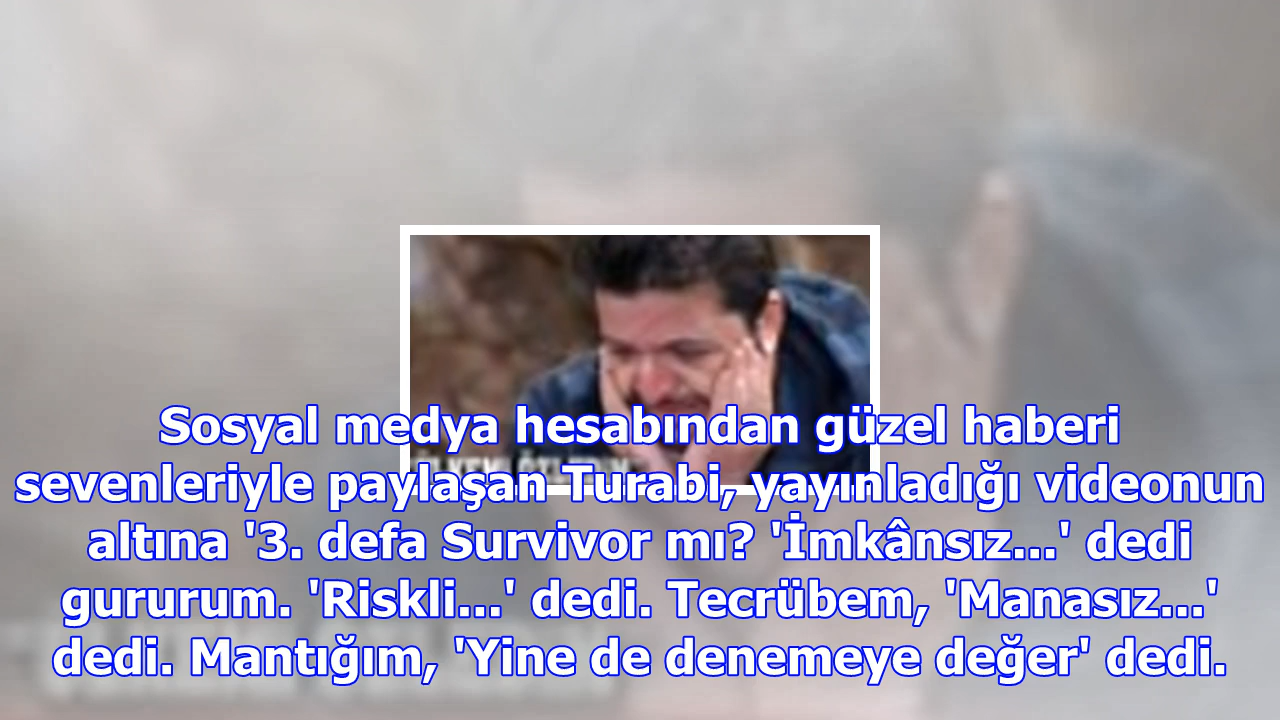 Sosyal medya hesabından güzel haberi
sevenleriyle paylaşan Turabi, yayınladığı videonun
altına '3. defa Survivor mı? 'İmkânsız...' dedi
gururum. 'Riskli...' dedi. Tecrübem, 'Manasız...'
dedi. Mantığım, 'Yine de denemeye değer' dedi.